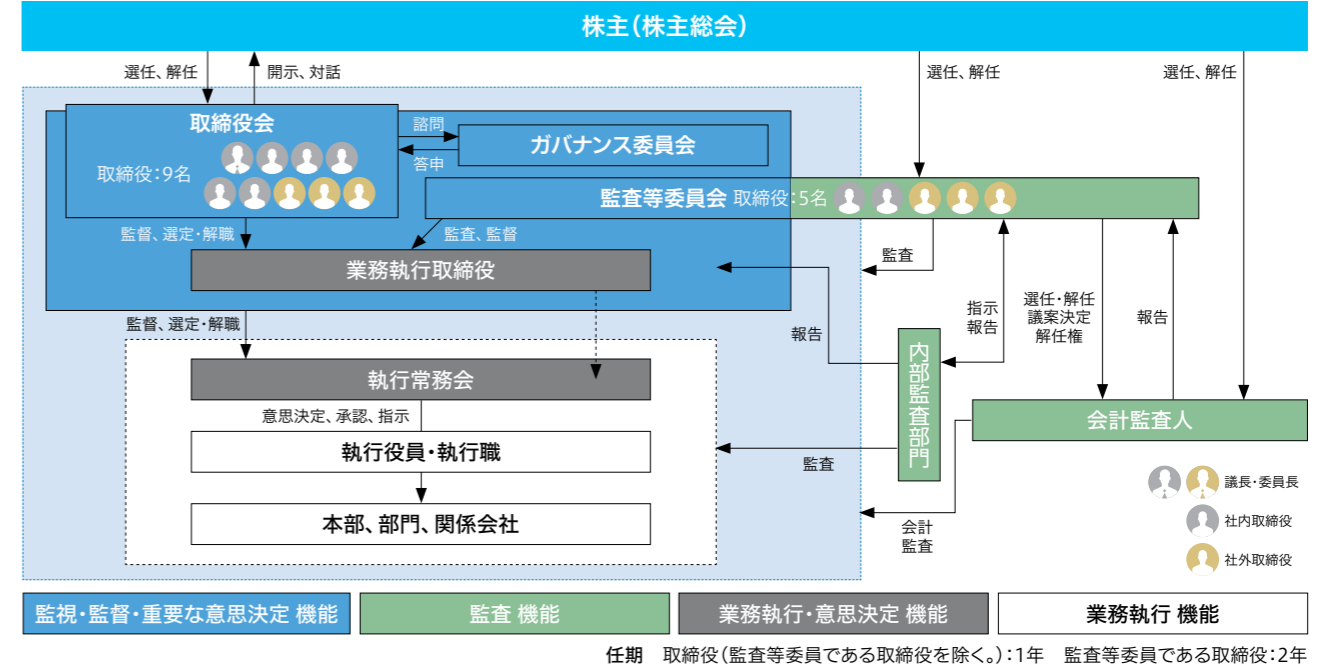 株主（株主総会）
選任、解任
開示、対話
選任、解任
選任、解任
取締役会
取締役：9名
諮問
答申
ガバナンス委員会
監査等委員会 取締役：5名
監督、選定・解職
監査、監督
業務執行取締役
監査
監督、選定・解職
報告
指示
報告
選任・解任
議案決定
解任権
報告
執行常務会
意思決定、承認、指示
執行役員・執行職
本部、部門、関係会社
内部監査部門
監査
会計監査人
会計
監査
議長・委員長
社内取締役
社外取締役
監視・監督・重要な意思決定 機能
監査 機能
業務執行・意思決定 機能
業務執行 機能
任期　取締役（監査等委員である取締役を除く。）：1年　監査等委員である取締役：2年